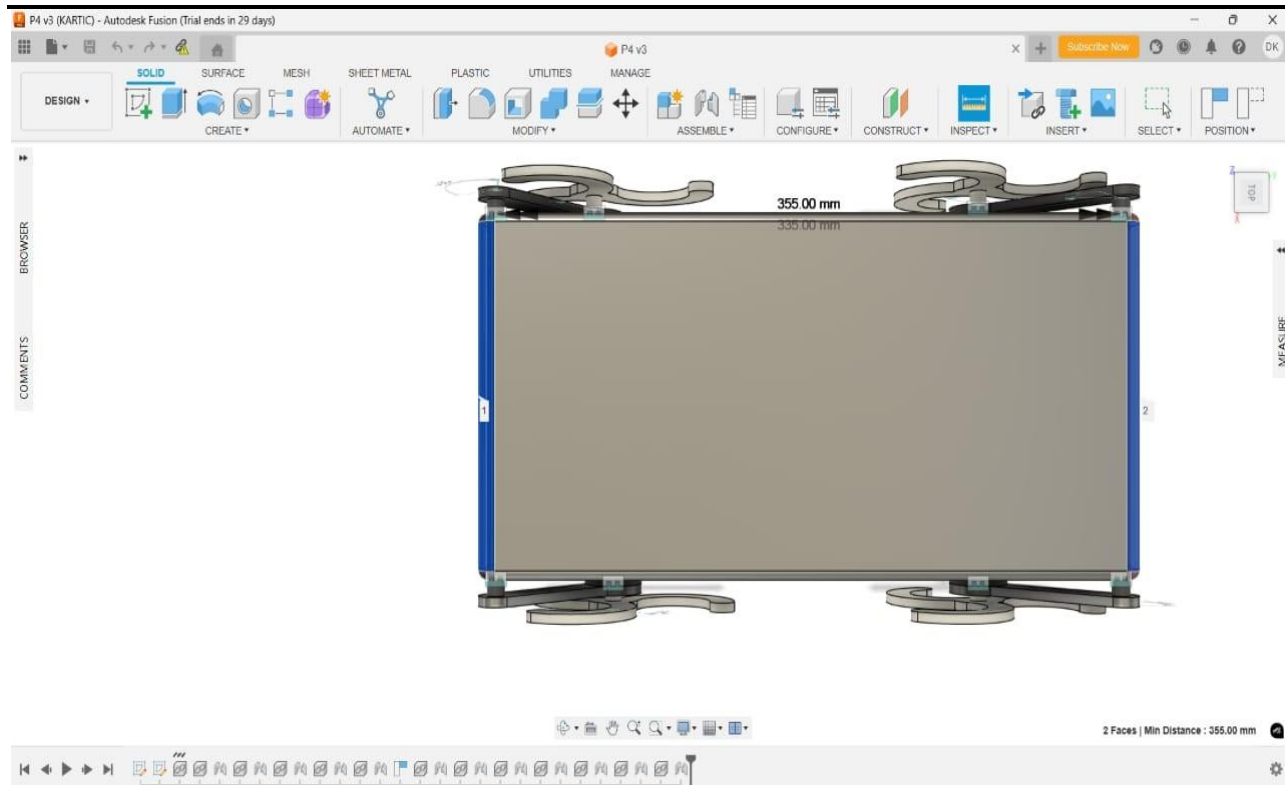 P4 v3 (KARTIC) - Autodesk Fusion (Trial ends in 29 days)
P4 v3
Subscribe Now
DK
SOLID SURFACE MESH SHEET METAL PLASTIC UTILITIES MANAGE
DESIGN
CREATE AUTOMATE MODIFY ASSEMBLE CONFIGURE CONSTRUCT INSPECT INSERT SELECT POSITION
BROWSER
COMMENTS
355.00 mm
335.00 mm
TOP
Z
X
MEASURE
1
2
2 Faces | Min Distance : 355.00 mm